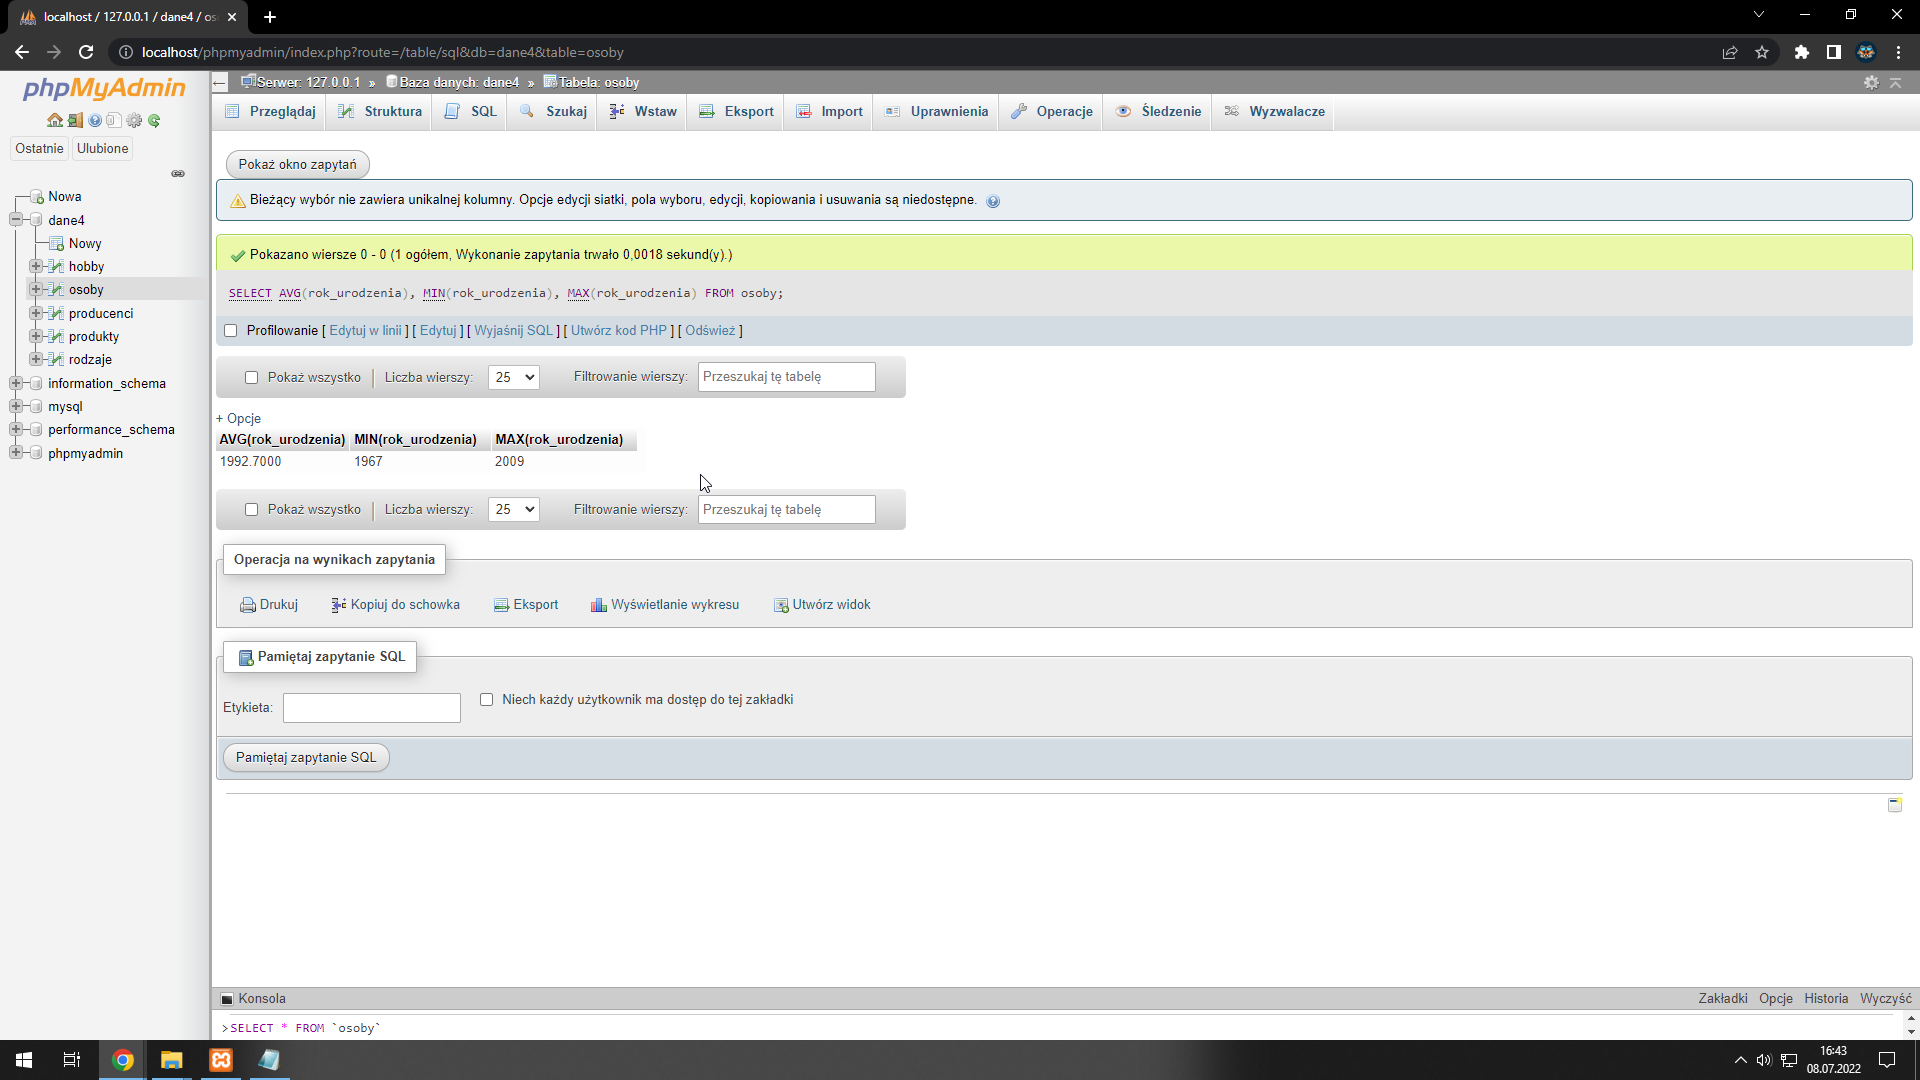 localhost / 127.0.0.1 / dane4 / os
localhost/phpmyadmin/index.php?route=/table/sql&db=dane4&table=osoby
phpMyAdmin
Ostatnie Ulubione
Nowa
dane4
Nowy
hobby
osoby
producenci
produkty
rodzaje
information_schema
mysql
performance_schema
phpmyadmin
Serwer: 127.0.0.1 » Baza danych: dane4 » Tabela: osoby
Przeglądaj Struktura SQL Szukaj Wstaw Eksport Import Uprawnienia Operacje Śledzenie Wyzwalacze
Pokaż okno zapytań
Bieżący wybór nie zawiera unikalnej kolumny. Opcje edycji siatki, pola wyboru, edycji, kopiowania i usuwania są niedostępne.
Pokazano wiersze 0 - 0 (1 ogółem, Wykonanie zapytania trwało 0,0018 sekund(y).)
SELECT AVG(rok_urodzenia), MIN(rok_urodzenia), MAX(rok_urodzenia) FROM osoby;
Profilowanie [ Edytuj w linii ] [ Edytuj ] [ Wyjaśnij SQL ] [ Utwórz kod PHP ] [ Odśwież ]
Pokaż wszystko Liczba wierszy: 25 Filtrowanie wierszy: Przeszukaj tę tabelę
+ Opcje
AVG(rok_urodzenia) MIN(rok_urodzenia) MAX(rok_urodzenia)
1992.7000 1967 2009
Pokaż wszystko Liczba wierszy: 25 Filtrowanie wierszy: Przeszukaj tę tabelę
Operacja na wynikach zapytania
Drukuj Kopiuj do schowka Eksport Wyświetlanie wykresu Utwórz widok
Pamiętaj zapytanie SQL
Etykieta: Niech każdy użytkownik ma dostęp do tej zakładki
Pamiętaj zapytanie SQL
Konsola Zakładki Opcje Historia Wyczyść
>SELECT * FROM `osoby`
16:43
08.07.2022